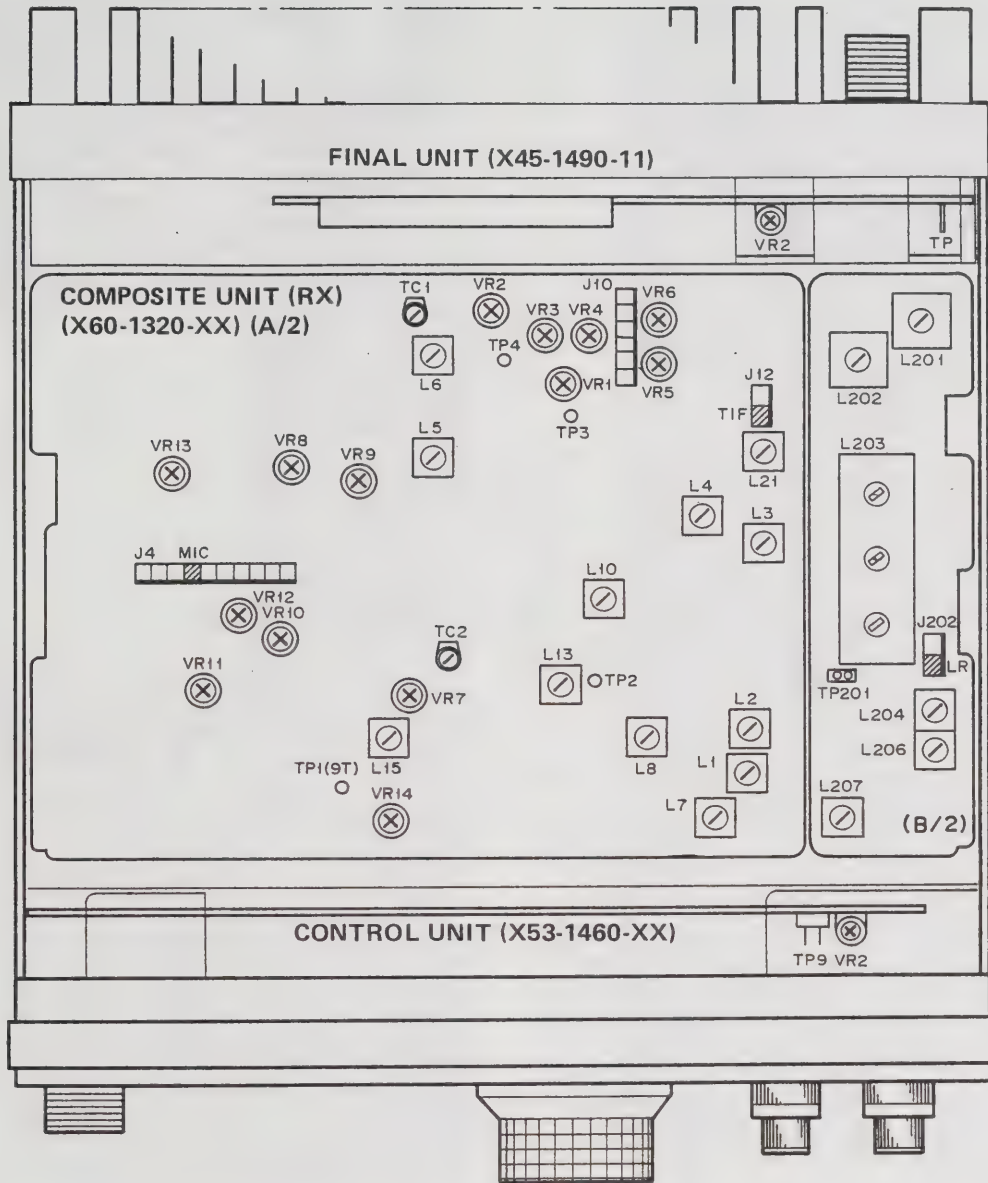 FINAL UNIT (X45-1490-11)
VR2
TP
COMPOSITE UNIT (RX)
(X60-1320-XX) (A/2)
TC1
VR2
J10
VR6
VR3
VR4
TP4
L6
VR1
VR5
TP3
J12
TIF
L201
L202
VR13
VR8
VR9
L5
L21
L203
L4
L3
J4
MIC
L10
VR12
VR10
TC2
J202
LR
VR11
VR7
L13
TP2
TP201
L2
L204
L15
L8
L1
L206
TP1(9T)
VR14
L7
L207
(B/2)
CONTROL UNIT (X53-1460-XX)
TP9
VR2